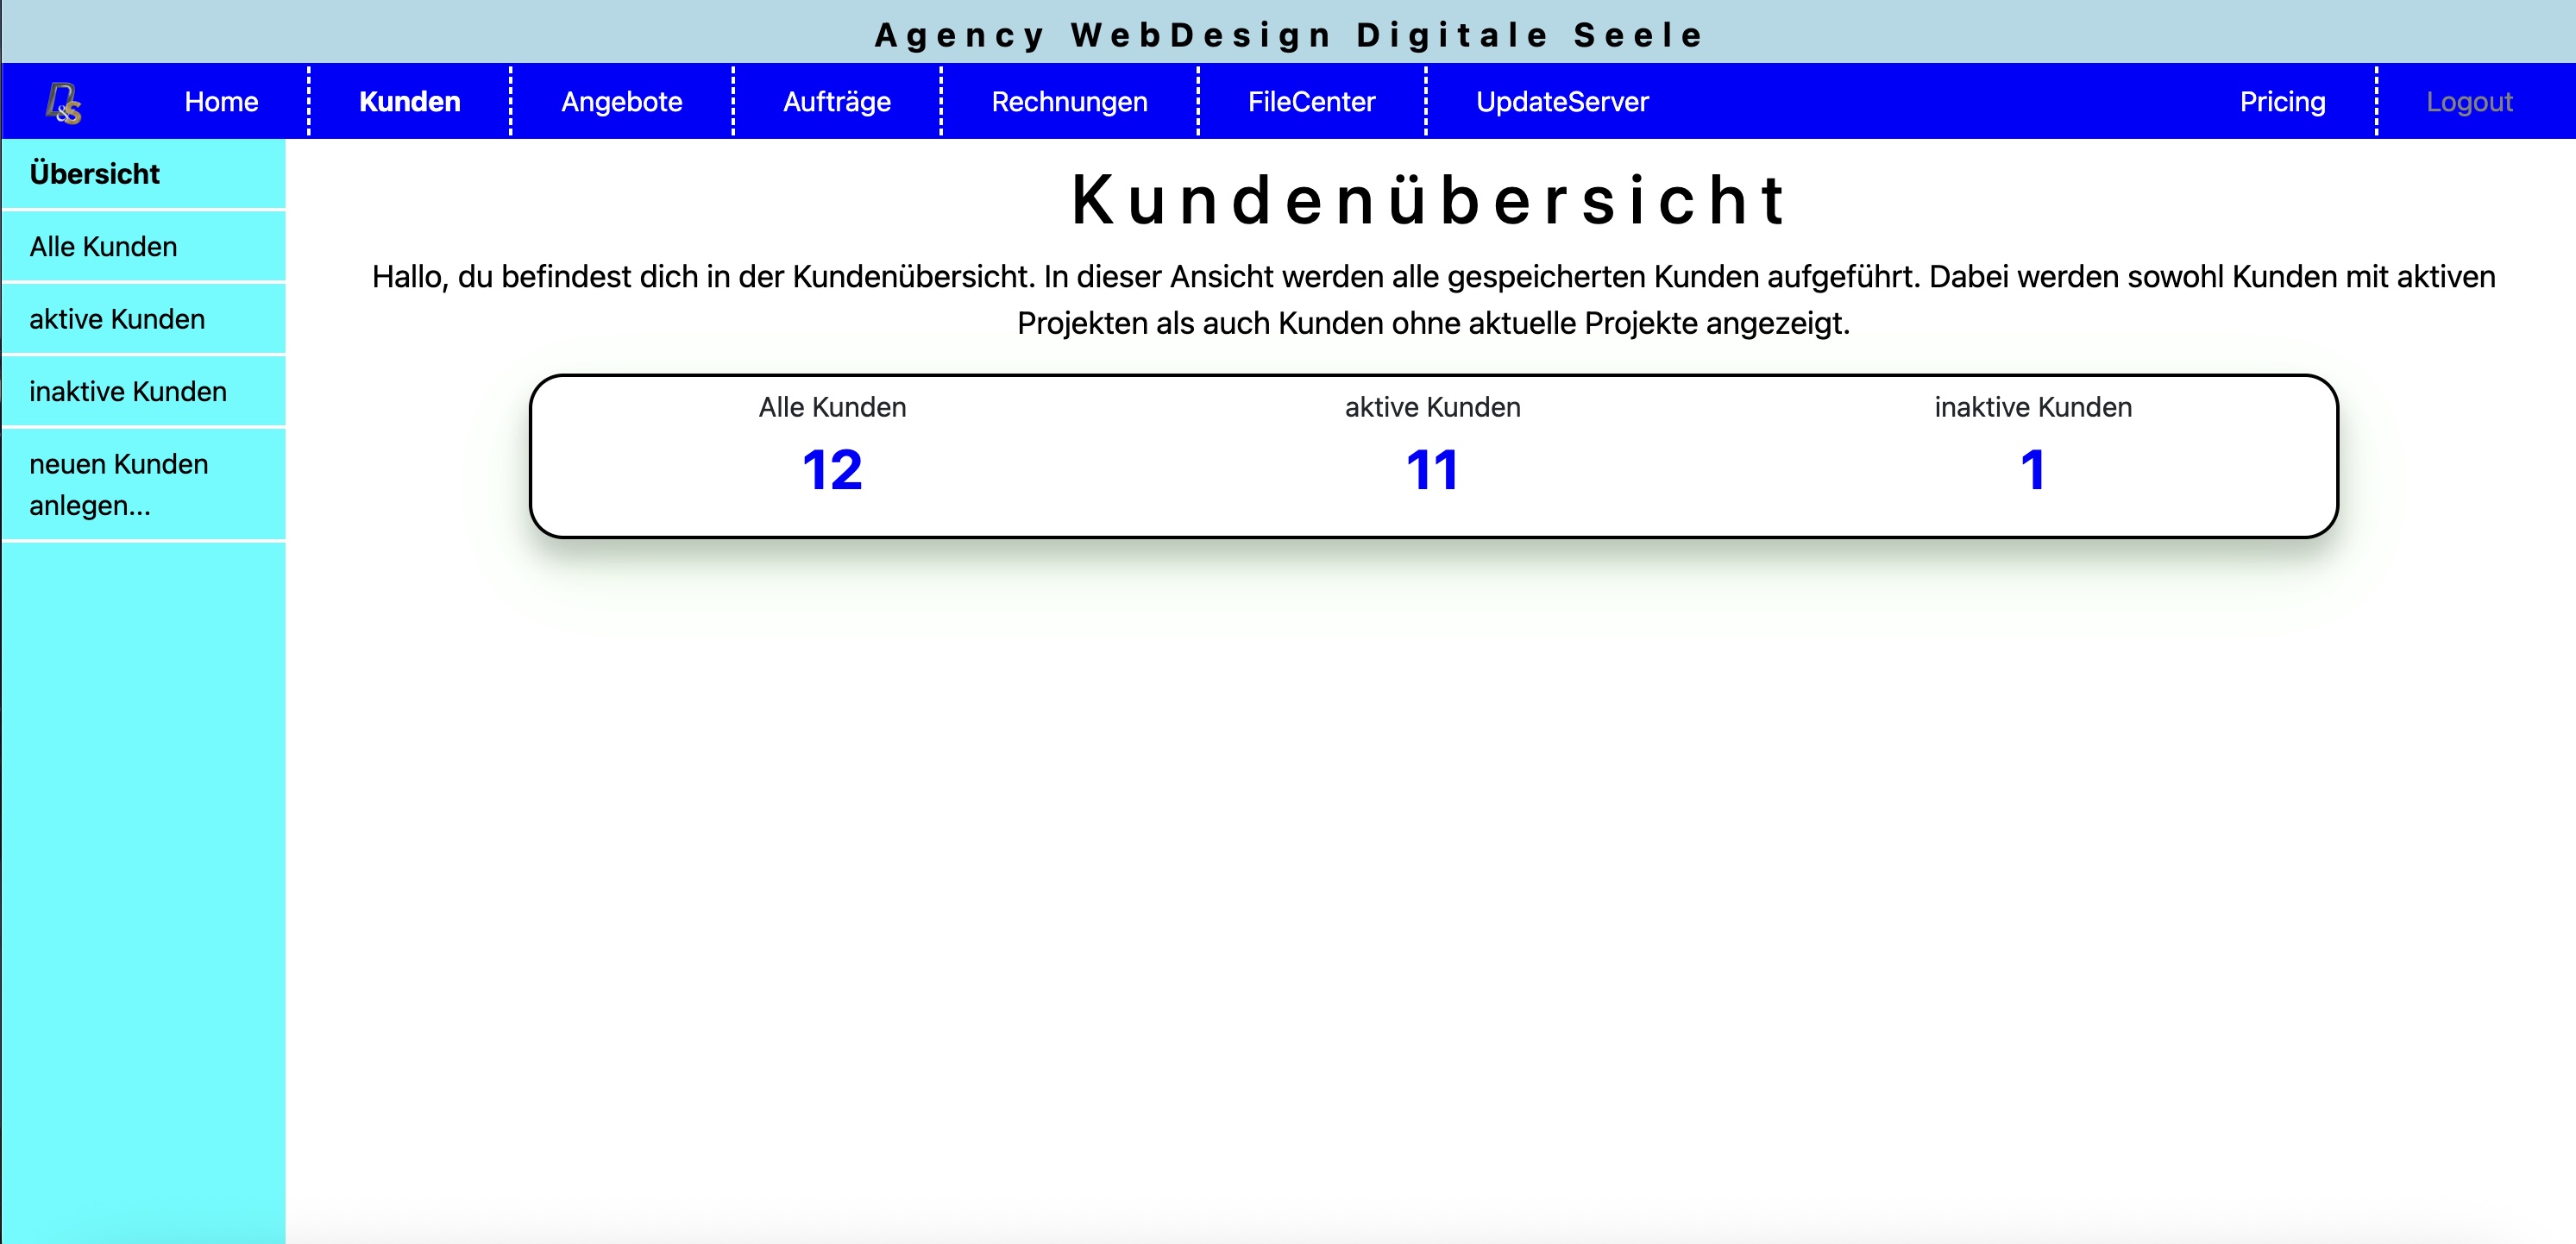 Agency WebDesign Digitale Seele
D&S
Home
Kunden
Angebote
Aufträge
Rechnungen
FileCenter
UpdateServer
Pricing
Logout
Übersicht
Alle Kunden
aktive Kunden
inaktive Kunden
neuen Kunden
anlegen...
Kundenübersicht
Hallo, du befindest dich in der Kundenübersicht. In dieser Ansicht werden alle gespeicherten Kunden aufgeführt. Dabei werden sowohl Kunden mit aktiven
Projekten als auch Kunden ohne aktuelle Projekte angezeigt.
Alle Kunden
12
aktive Kunden
11
inaktive Kunden
1